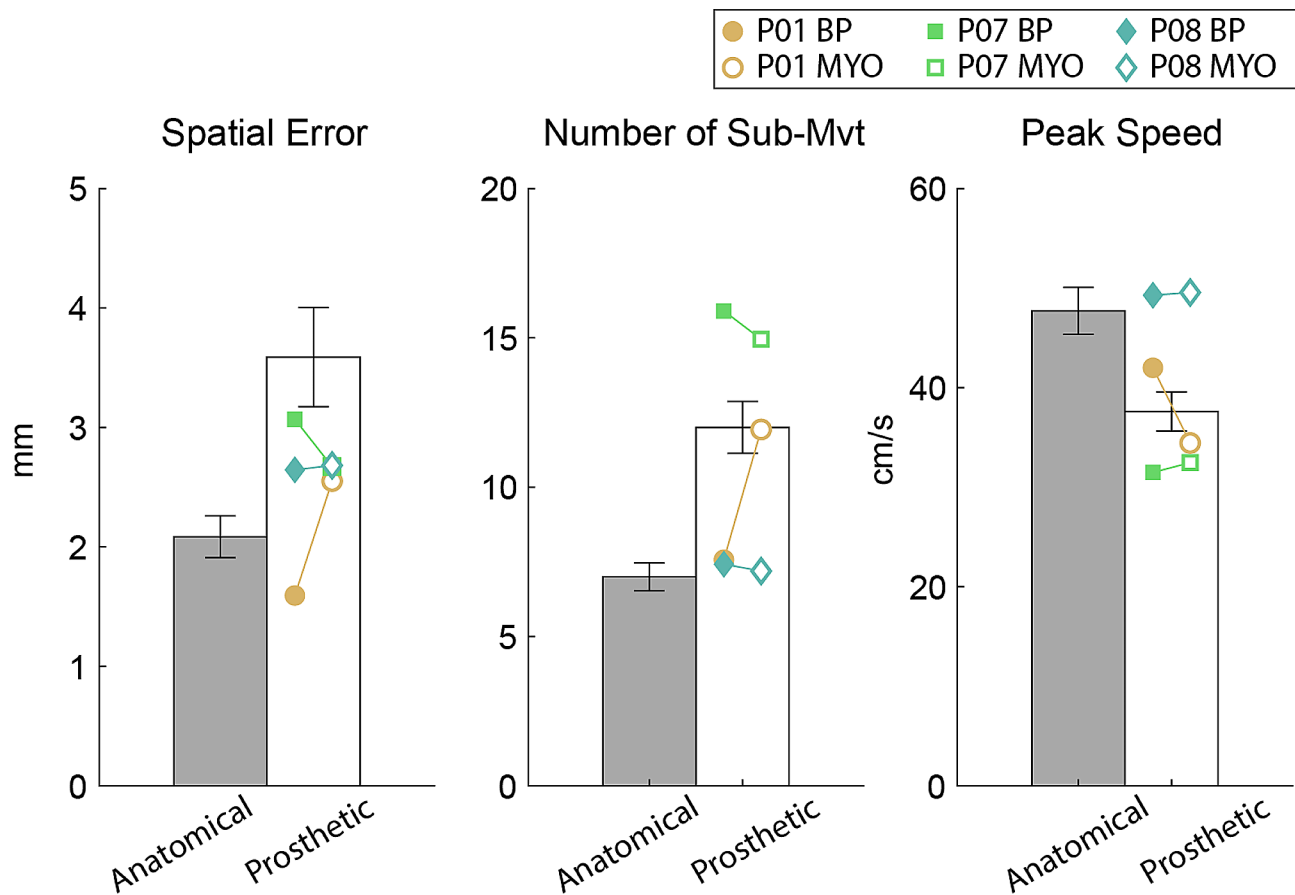 P01 BP P07 BP P08 BP
P01 MYO P07 MYO P08 MYO
Spatial Error Number of Sub-Mvt Peak Speed
5
4
3
2
1
0
mm
Anatomical Prosthetic
20
15
10
5
0
Anatomical Prosthetic
60
40
20
0
cm/s
Anatomical Prosthetic